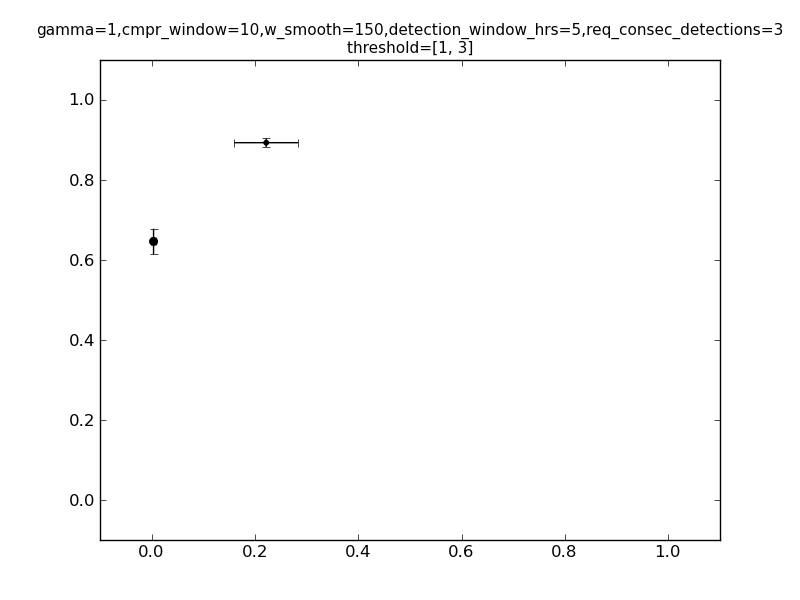 gamma=1,cmpr_window=10,w_smooth=150,detection_window_hrs=5,req_consec_detections=3
threshold=[1, 3]
1.0
0.8
0.6
0.4
0.2
0.0
0.0 0.2 0.4 0.6 0.8 1.0